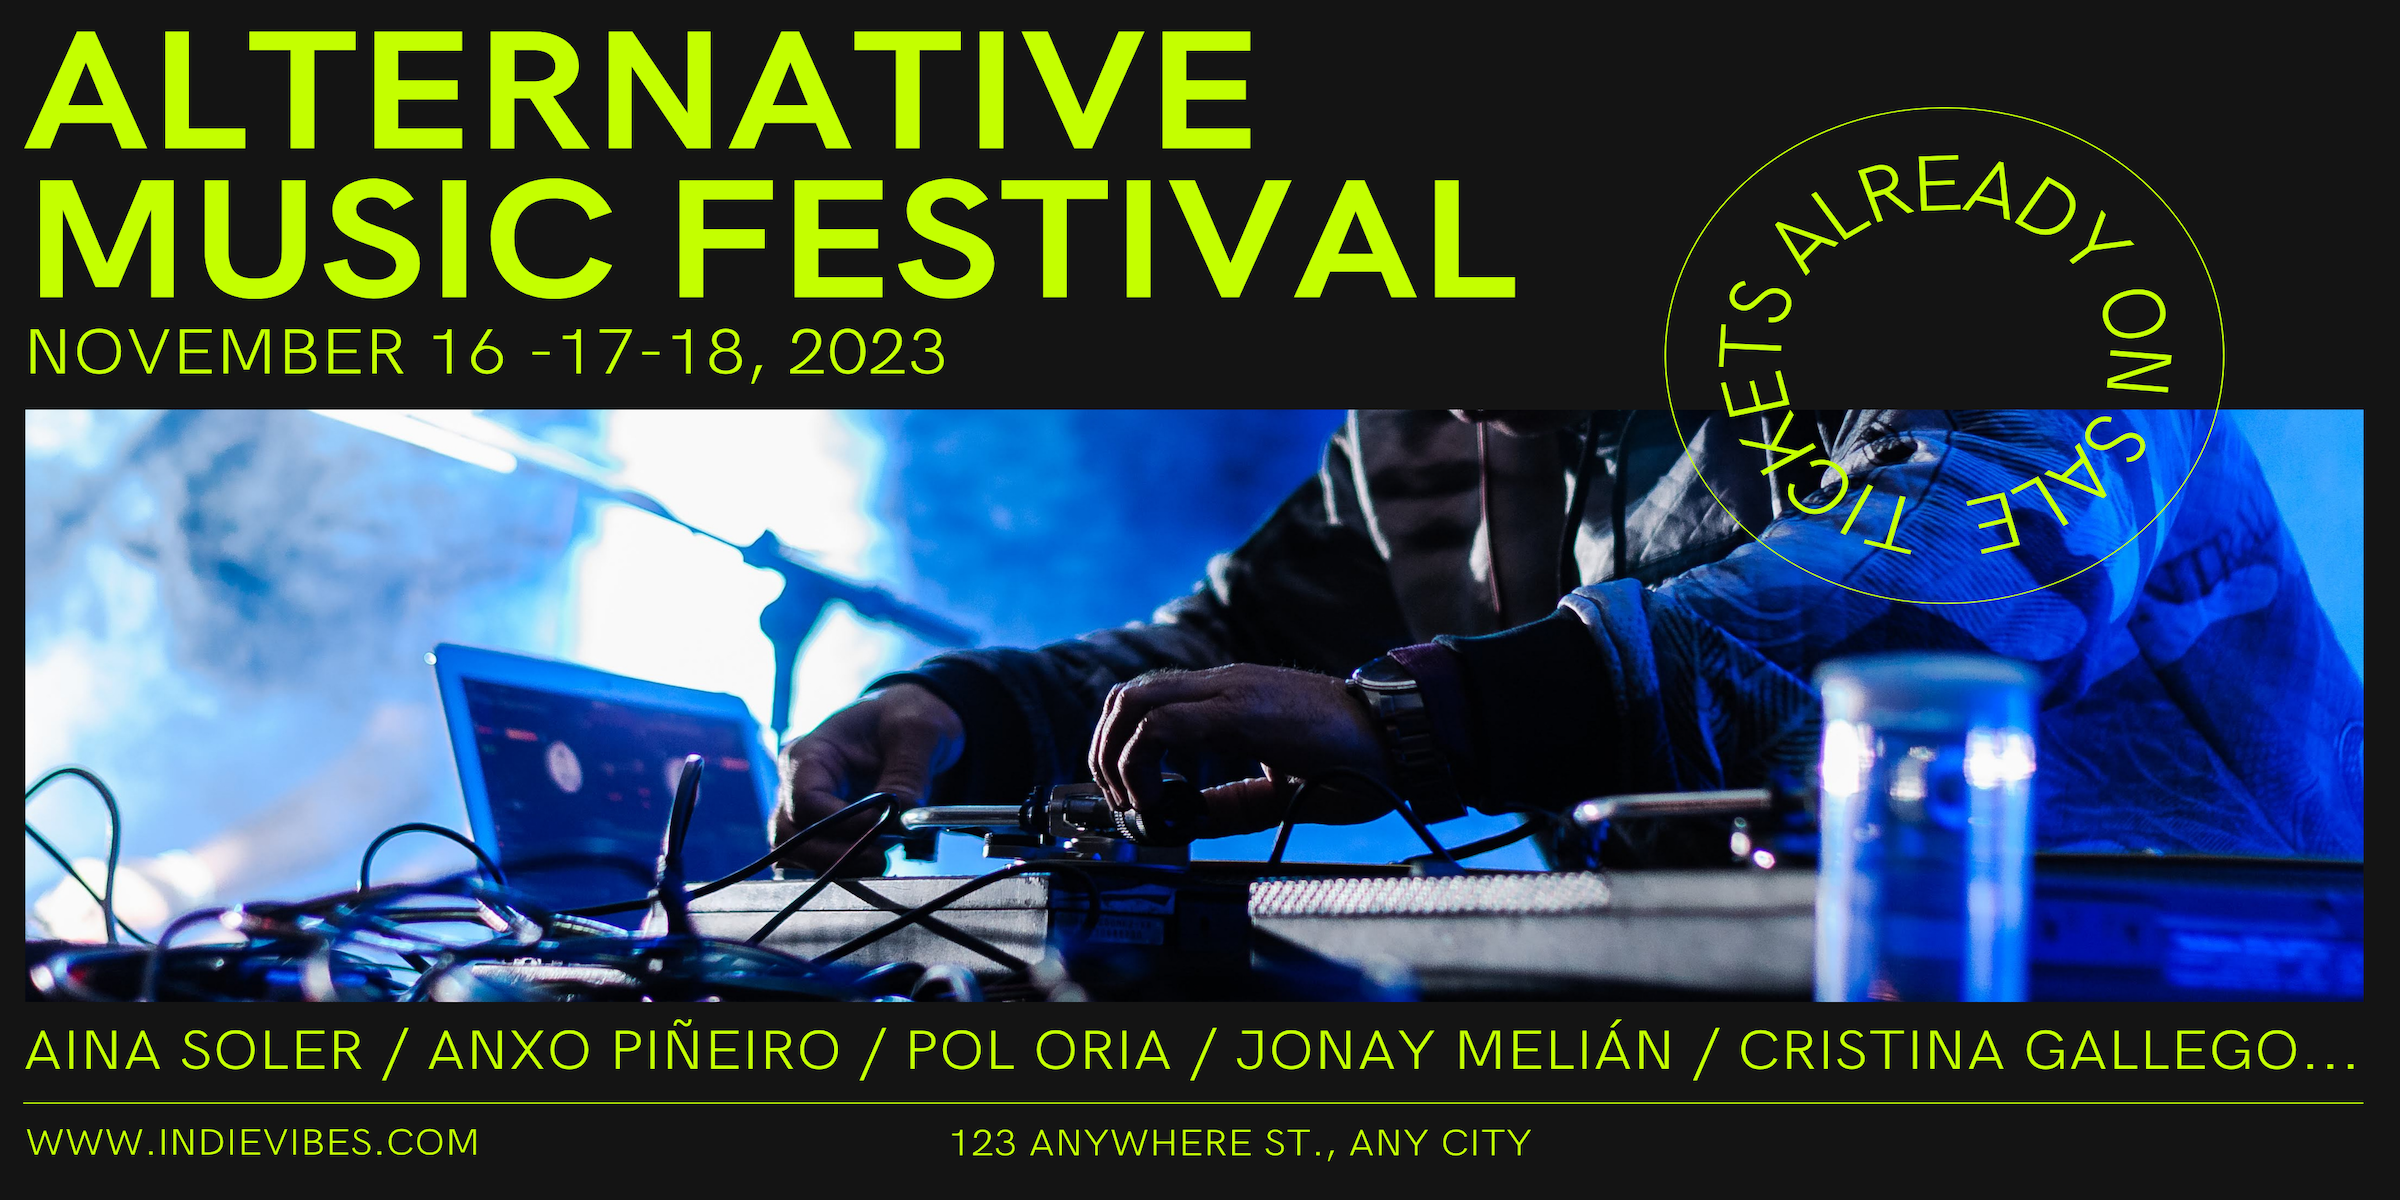 ALTERNATIVE
MUSIC FESTIVAL
NOVEMBER 16 -17-18, 2023
TICKETS ALREADY ON SALE
AINA SOLER / ANXO PIÑEIRO / POL ORIA / JONAY MELIÁN / CRISTINA GALLEGO...
WWW.INDIEVIBES.COM
123 ANYWHERE ST., ANY CITY